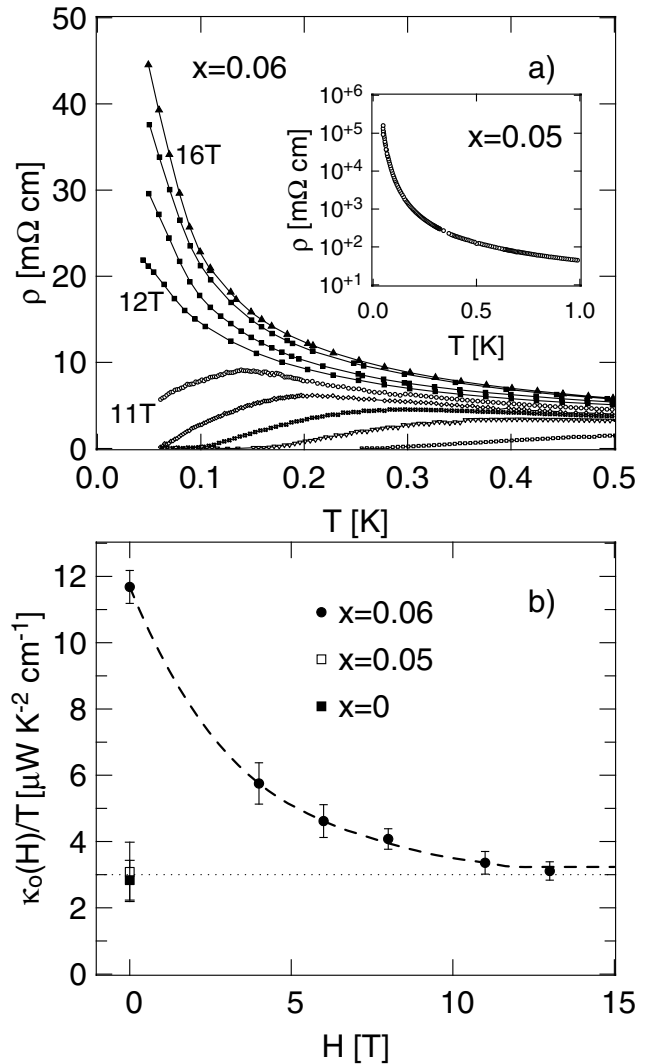 50
40
30
20
10
0
ρ [mΩ cm]
x=0.06
a)
16T
12T
11T
10+6
10+5
10+4
10+3
10+2
10+1
ρ [mΩ cm]
x=0.05
0.0 0.5 1.0
T [K]
0.0 0.1 0.2 0.3 0.4 0.5
T [K]
12
10
8
6
4
2
0
κo(H)/T [μW K-2 cm-1]
b)
x=0.06
x=0.05
x=0
0 5 10 15
H [T]